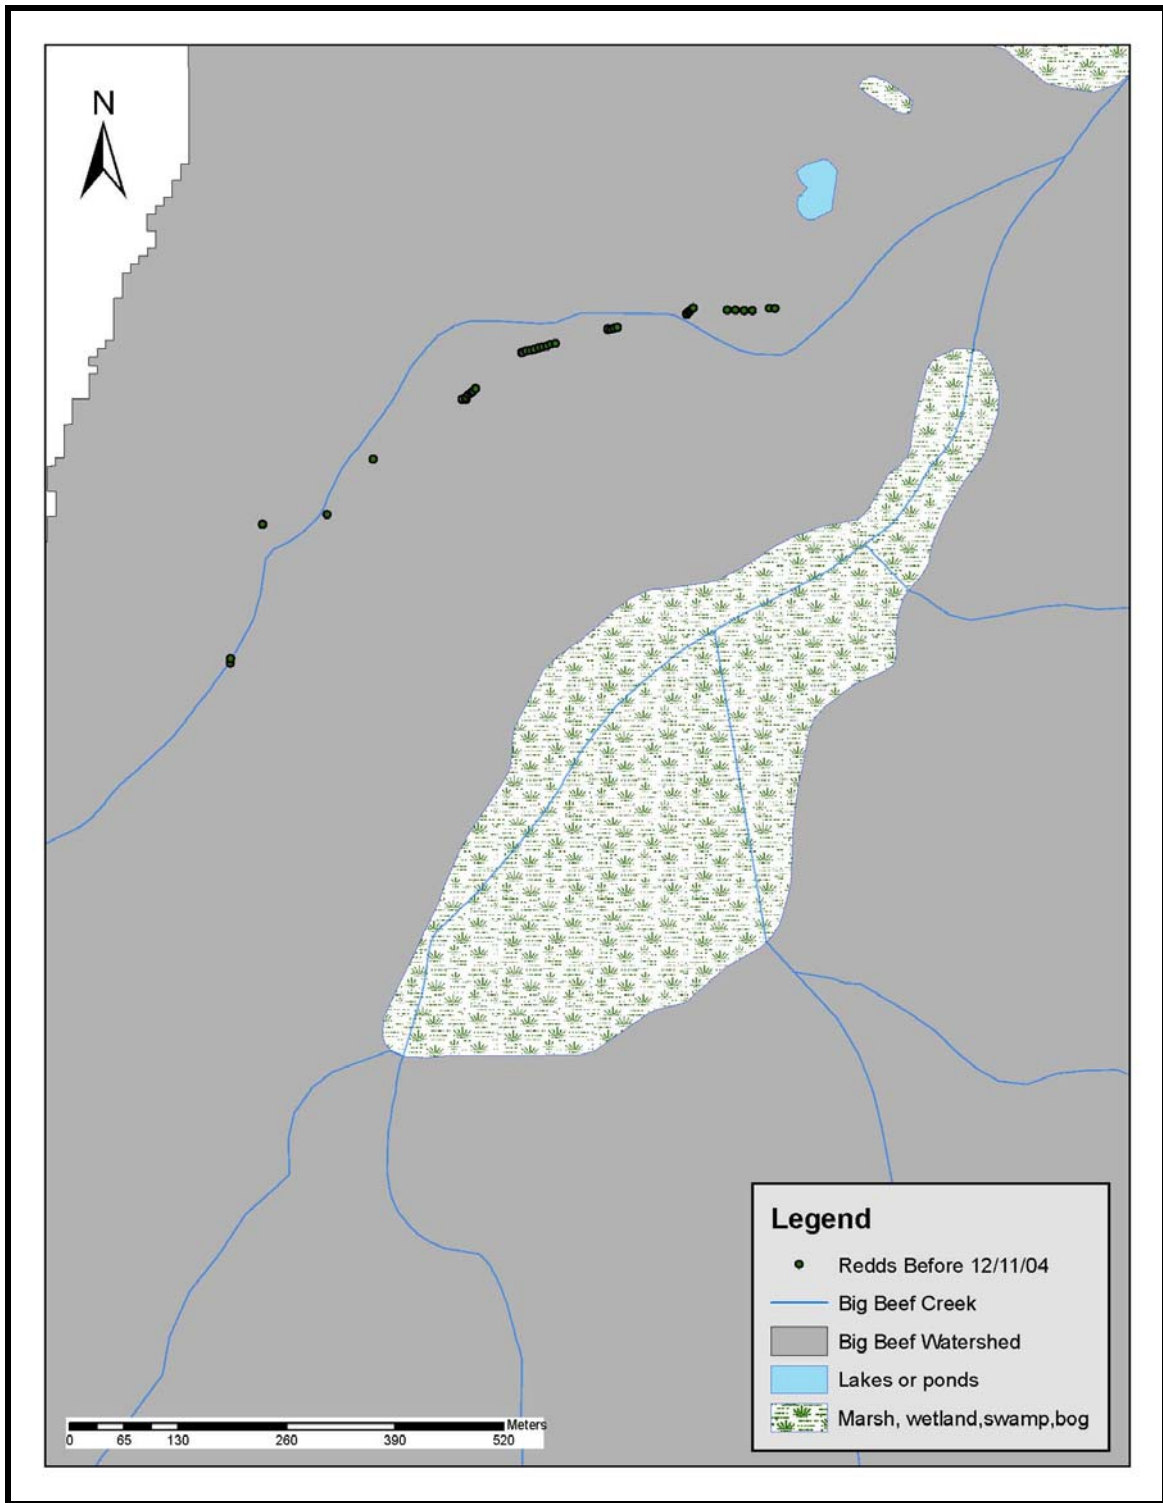 N
Legend
Redds Before 12/11/04
Big Beef Creek
Big Beef Watershed
Lakes or ponds
Marsh, wetland,swamp,bog
Meters
0 65 130 260 390 520